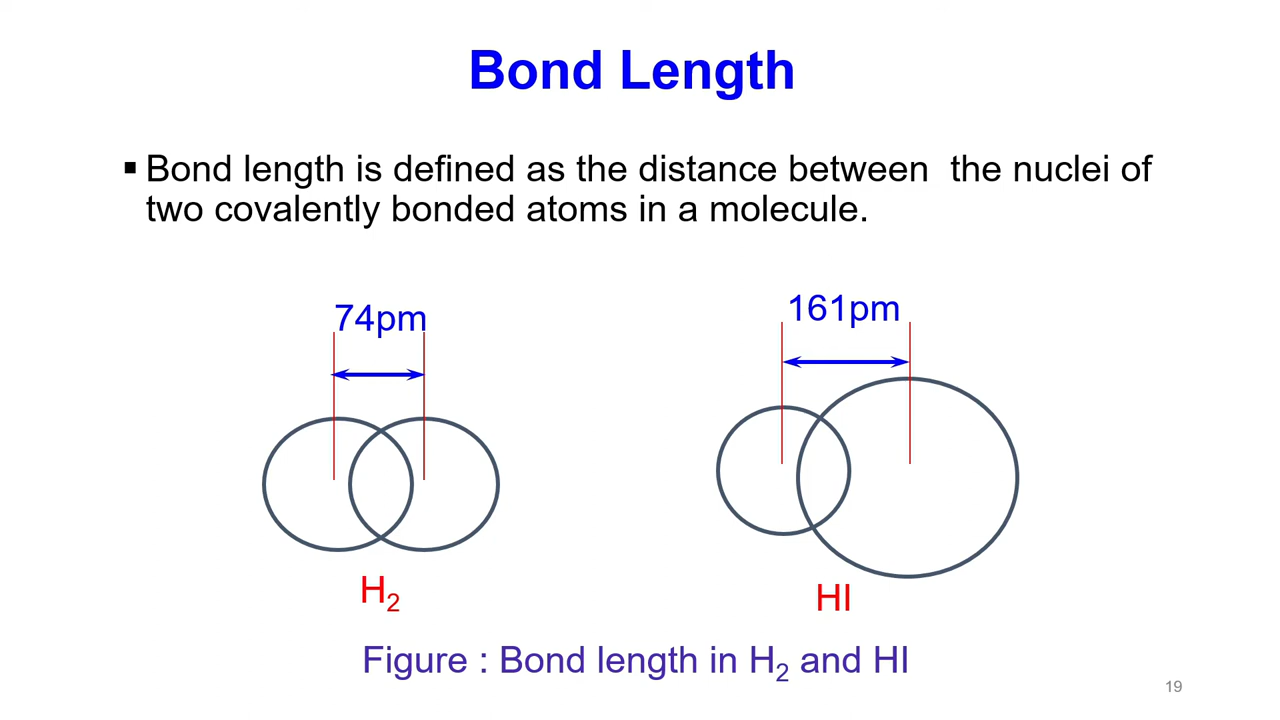 Bond Length
▪ Bond length is defined as the distance between  the nuclei of
two covalently bonded atoms in a molecule.
74pm
161pm
H₂
HI
Figure : Bond length in H₂ and HI
19